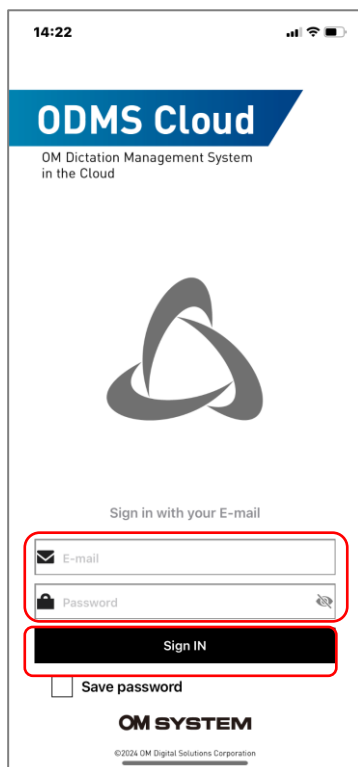 14:22
ODMS Cloud
OM Dictation Management System
in the Cloud
Sign in with your E-mail
E-mail
Password
Sign IN
Save password
OM SYSTEM
©2024 OM Digital Solutions Corporation